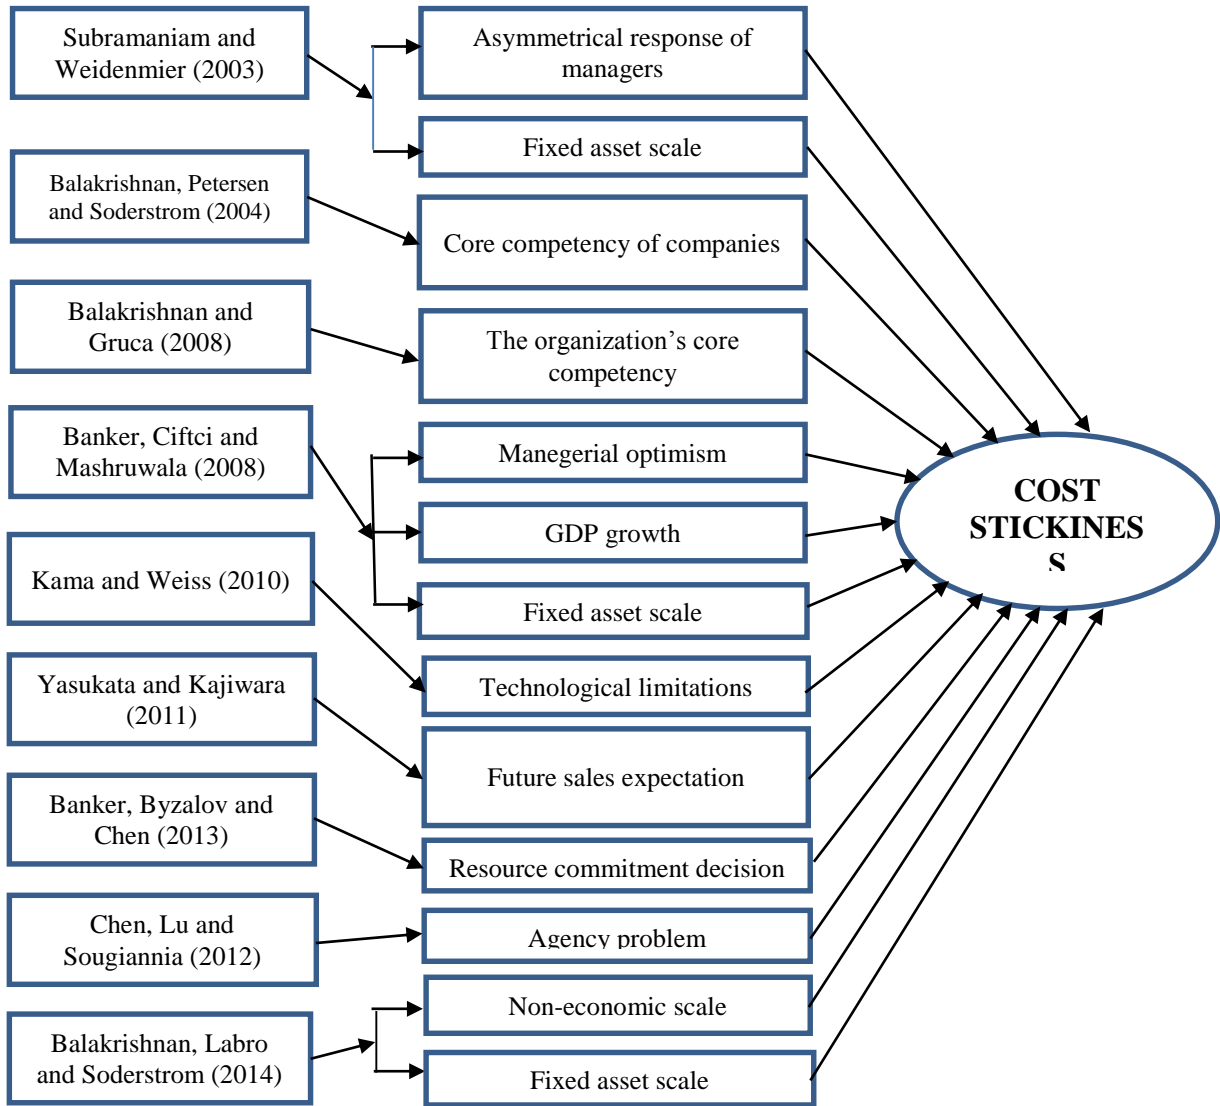 Subramaniam and
Weidenmier (2003)
Asymmetrical response of
managers
Fixed asset scale
Balakrishnan, Petersen
and Soderstrom (2004)
Core competency of companies
Balakrishnan and
Gruca (2008)
The organization's core
competency
Banker, Ciftci and
Mashruwala (2008)
Manegerial optimism
GDP growth
Fixed asset scale
Kama and Weiss (2010)
Technological limitations
Yasukata and Kajiwara
(2011)
Future sales expectation
Banker, Byzalov and
Chen (2013)
Resource commitment decision
Chen, Lu and
Sougiannia (2012)
Agency problem
Balakrishnan, Labro
and Soderstrom (2014)
Non-economic scale
Fixed asset scale
COST
STICKINES
S